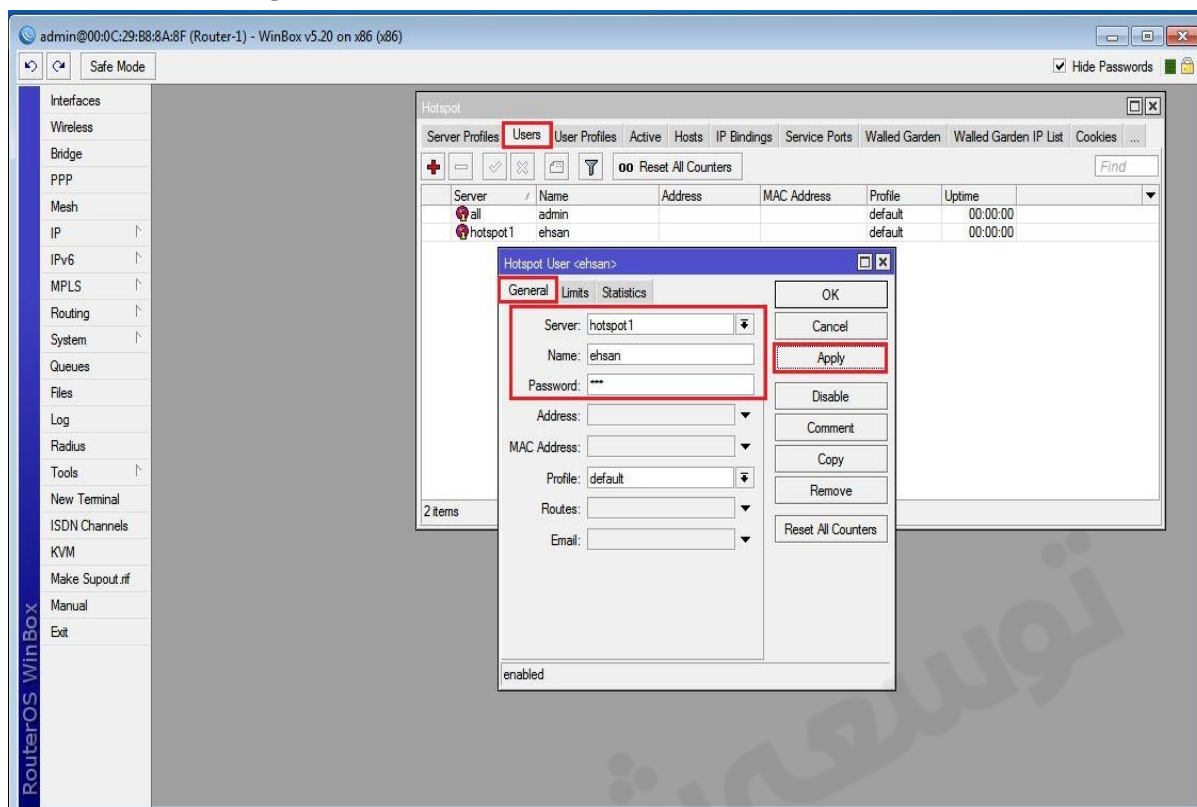 admin@00:0C:29:B8:8A:8F (Router-1) - WinBox v5.20 on x86 (x86)
Safe Mode
Hide Passwords
Interfaces
Wireless
Bridge
PPP
Mesh
IP
IPv6
MPLS
Routing
System
Queues
Files
Log
Radius
Tools
New Terminal
ISDN Channels
KVM
Make Supout.rif
Manual
Exit
RouterOS WinBox
Hotspot
Server Profiles Users User Profiles Active Hosts IP Bindings Service Ports Walled Garden Walled Garden IP List Cookies ...
00 Reset All Counters Find
Server / Name Address MAC Address Profile Uptime
all admin default 00:00:00
hotspot1 ehsan default 00:00:00
2 items
Hotspot User <ehsan>
General Limits Statistics
Server: hotspot1
Name: ehsan
Password: ***
Address:
MAC Address:
Profile: default
Routes:
Email:
OK
Cancel
Apply
Disable
Comment
Copy
Remove
Reset All Counters
enabled